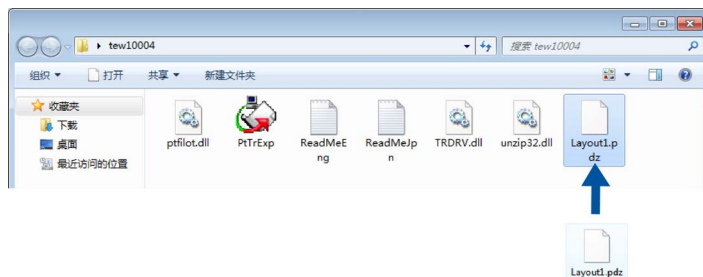 tew10004
搜索 tew10004
组织
打开
共享
新建文件夹
收藏夹
下载
桌面
最近访问的位置
ptfilot.dll
PtTrExp
ReadMeE
ng
ReadMeJp
n
TRDRV.dll
unzip32.dll
Layout1.p
dz
Layout1.pdz